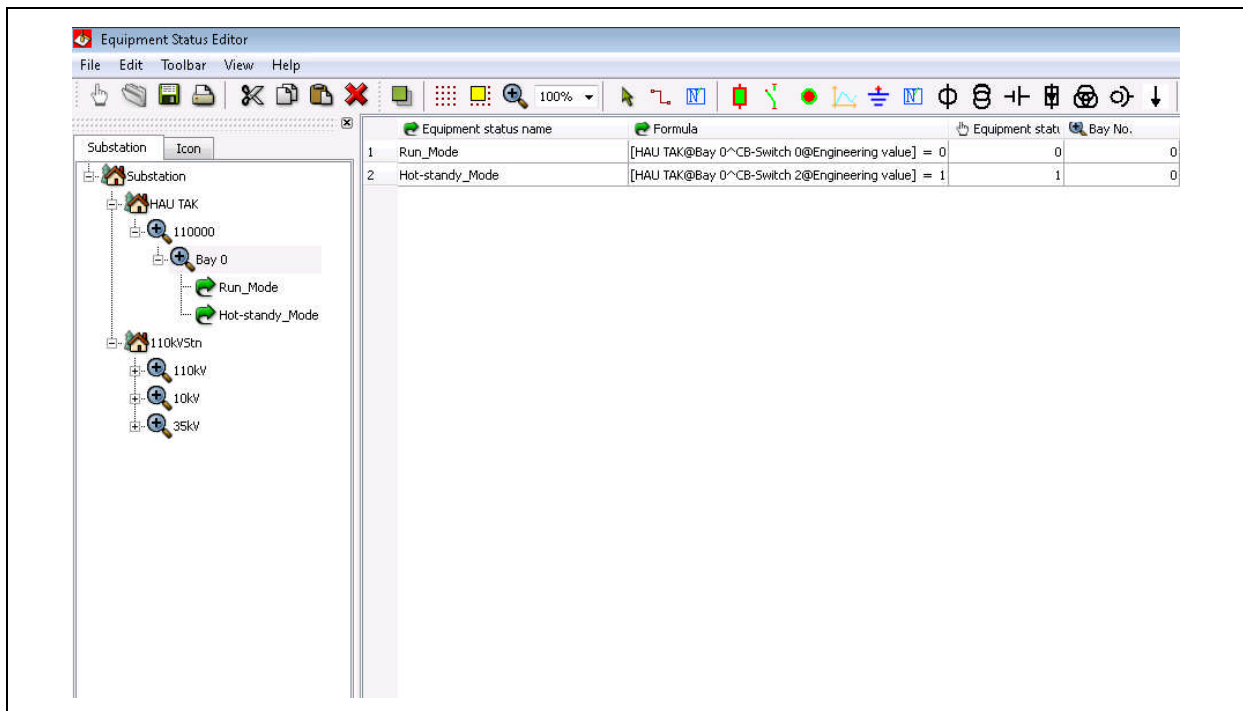 Equipment Status Editor
File Edit Toolbar View Help
100%
Substation Icon
Substation
HAU TAK
110000
Bay 0
Run_Mode
Hot-standy_Mode
110kVStn
110kV
10kV
35kV
Equipment status name Formula Equipment statu Bay No.
1 Run_Mode [HAU TAK@Bay 0^CB-Switch 0@Engineering value] = 0 0 0
2 Hot-standy_Mode [HAU TAK@Bay 0^CB-Switch 2@Engineering value] = 1 1 0